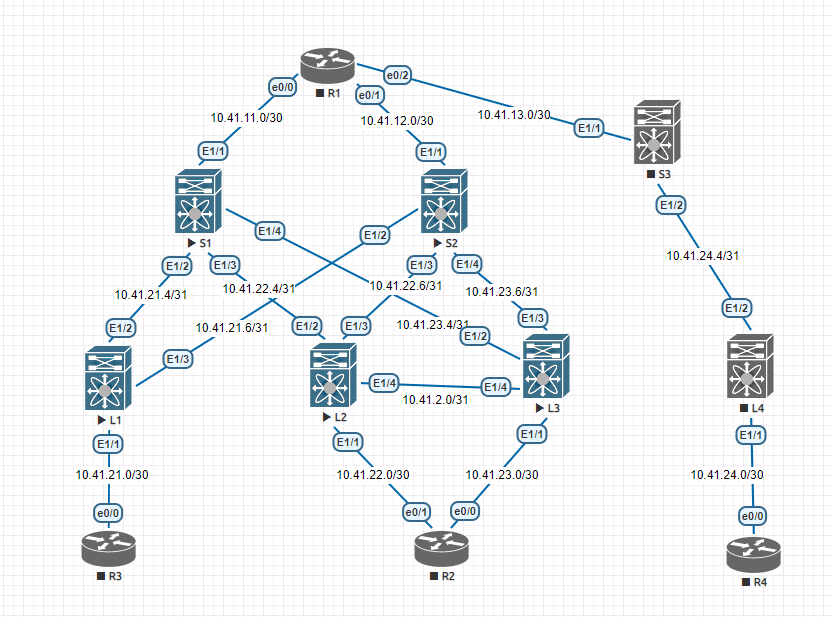 R1
e0/0
e0/1
e0/2
10.41.11.0/30
10.41.12.0/30
10.41.13.0/30
E1/1
E1/1
E1/1
S3
E1/2
S1
S2
E1/4
E1/2
E1/2
E1/3
E1/3
E1/4
10.41.24.4/31
10.41.21.4/31
10.41.22.4/31
10.41.22.6/31
10.41.23.6/31
E1/2
E1/2
E1/3
E1/3
E1/2
10.41.21.6/31
10.41.23.4/31
E1/2
E1/3
E1/4
E1/4
10.41.2.0/31
L1
L2
L3
L4
E1/1
E1/1
E1/1
E1/1
10.41.21.0/30
10.41.22.0/30
10.41.23.0/30
10.41.24.0/30
e0/0
e0/1
e0/0
e0/0
R3
R2
R4